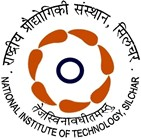 राष्ट्रीय प्रौद्योगिकी संस्थान, सिलचर
तेजस्विनावधीतमस्तु
NATIONAL INSTITUTE OF TECHNOLOGY, SILCHAR